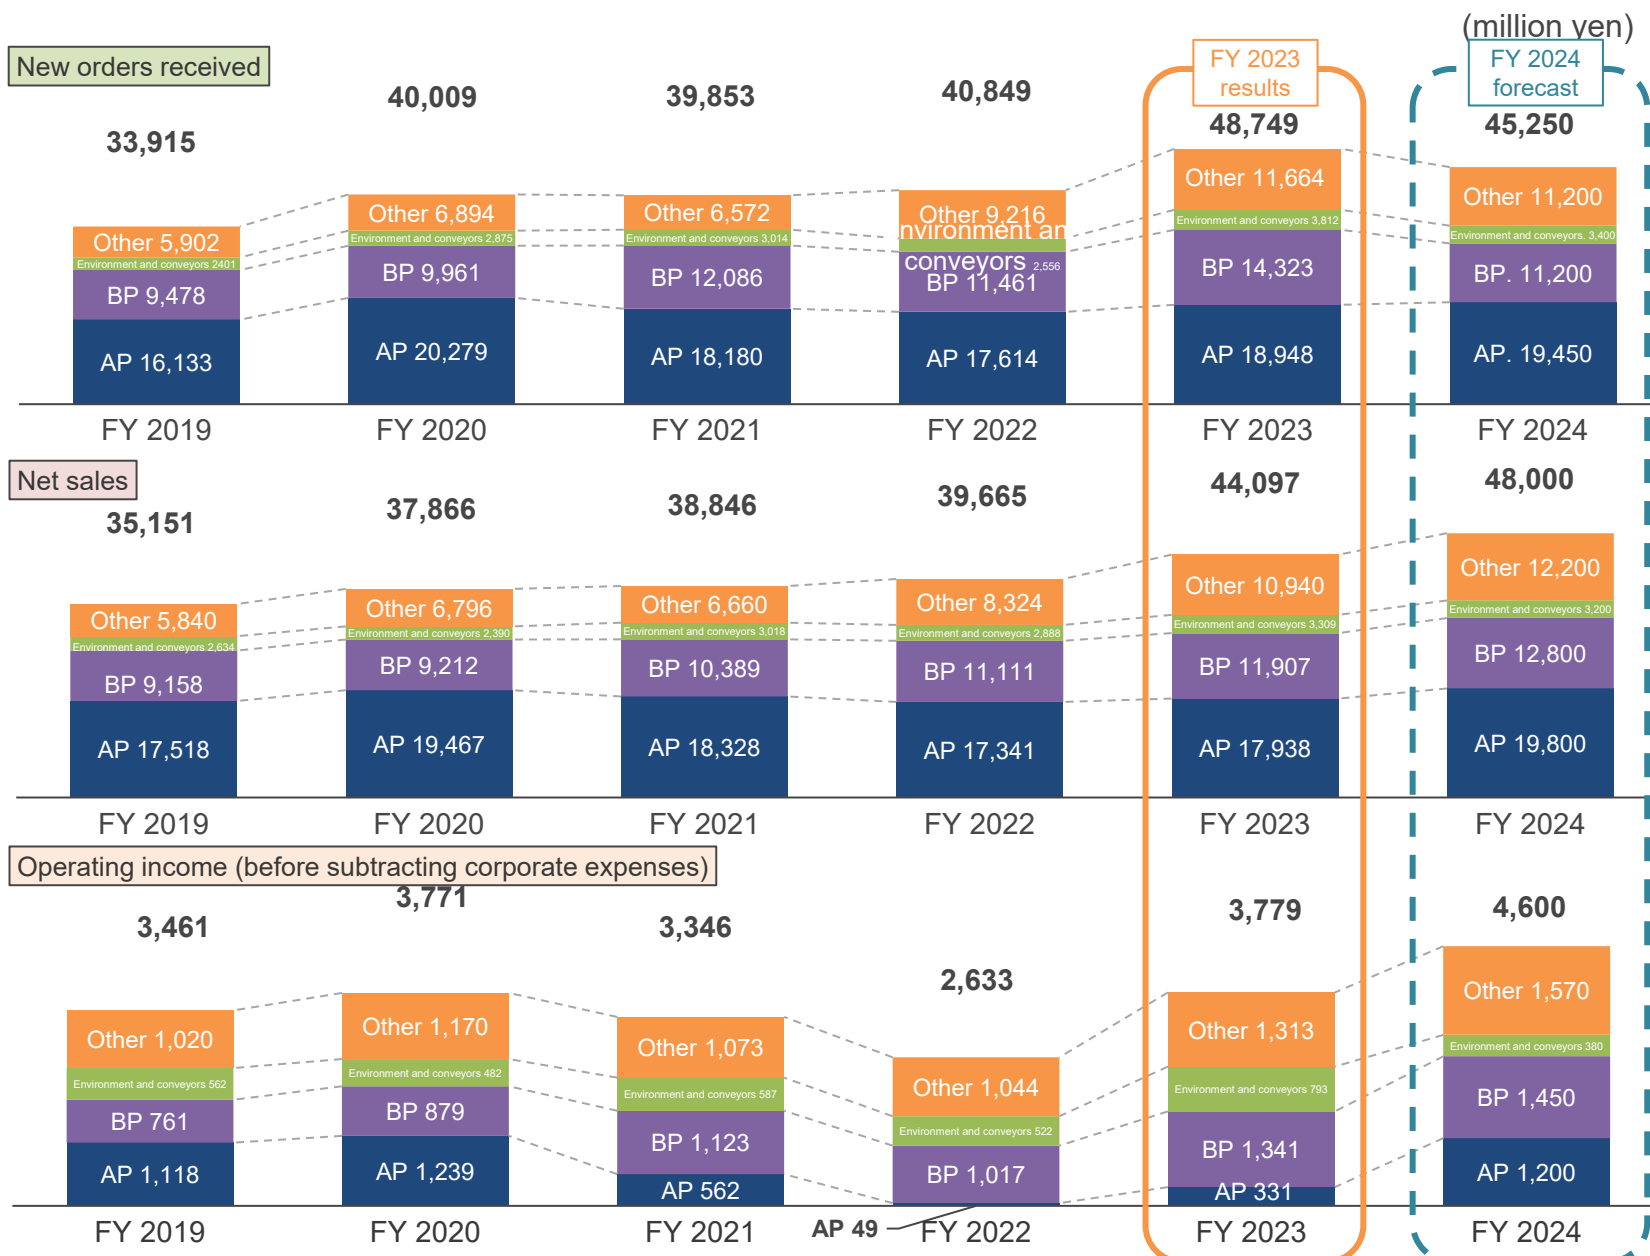 (million yen)
New orders received
FY 2023
results
FY 2024
forecast
33,915
40,009
39,853
40,849
48,749
45,250
Other 5,902
Environment and conveyors 2401
BP 9,478
AP 16,133
Other 6,894
Environment and conveyors 2,875
BP 9,961
AP 20,279
Other 6,572
Environment and conveyors 3,014
BP 12,086
AP 18,180
Other 9,216
nvironment an
conveyors 2,556
BP 11,461
AP 17,614
Other 11,664
Environment and conveyors 3,812
BP 14,323
AP 18,948
Other 11,200
Environment and conveyors. 3,400
BP. 11,200
AP. 19,450
FY 2019
FY 2020
FY 2021
FY 2022
FY 2023
FY 2024
Net sales
35,151
37,866
38,846
39,665
44,097
48,000
Other 5,840
Environment and conveyors 2,634
BP 9,158
AP 17,518
Other 6,796
Environment and conveyors 2,390
BP 9,212
AP 19,467
Other 6,660
Environment and conveyors 3,018
BP 10,389
AP 18,328
Other 8,324
Environment and conveyors 2,888
BP 11,111
AP 17,341
Other 10,940
Environment and conveyors 3,309
BP 11,907
AP 17,938
Other 12,200
Environment and conveyors 3,200
BP 12,800
AP 19,800
FY 2019
FY 2020
FY 2021
FY 2022
FY 2023
FY 2024
Operating income (before subtracting corporate expenses)
3,461
3,771
3,346
2,633
3,779
4,600
Other 1,020
Environment and conveyors 562
BP 761
AP 1,118
Other 1,170
Environment and conveyors 482
BP 879
AP 1,239
Other 1,073
Environment and conveyors 587
BP 1,123
AP 562
Other 1,044
Environment and conveyors 522
BP 1,017
AP 49
Other 1,313
Environment and conveyors 793
BP 1,341
AP 331
Other 1,570
Environment and conveyors 380
BP 1,450
AP 1,200
FY 2019
FY 2020
FY 2021
FY 2022
FY 2023
FY 2024